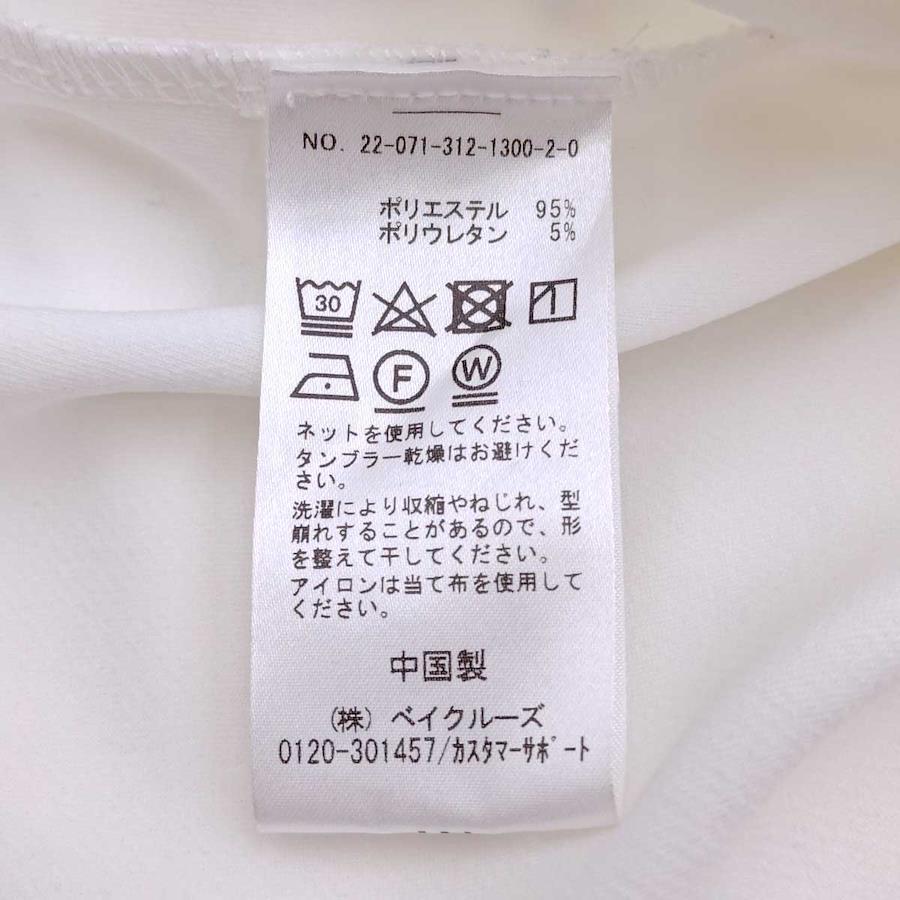 NO. 22-071-312-1300-2-0
ポリエステル 95%
ポリウレタン 5%
30
F
W
ネットを使用してください。
タンブラー乾燥はお避けくだ
さい。
洗濯により収縮やねじれ、型
崩れすることがあるので、形
を整えて干してください。
アイロンは当て布を使用して
ください。
中国製
(株) ベイクルーズ
0120-301457/カスタマーサポート